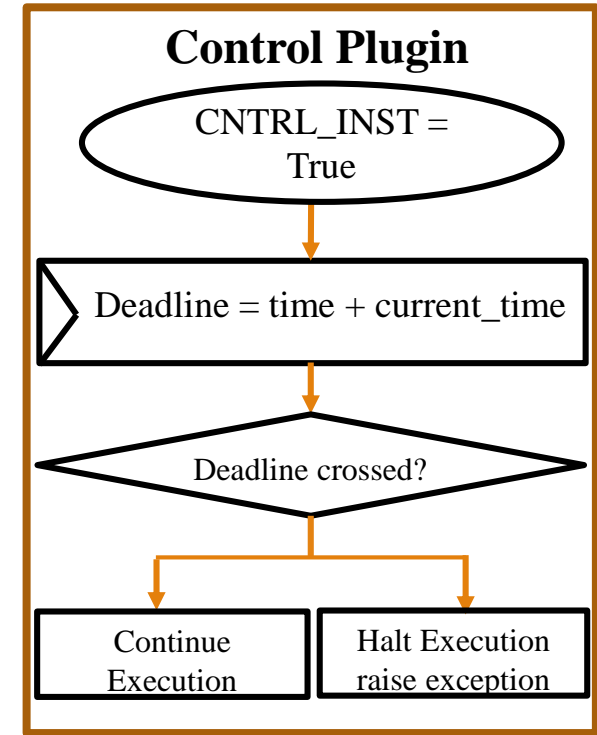 Control Plugin
CNTRL_INST =
True
Deadline = time + current_time
Deadline crossed?
Continue
Execution
Halt Execution
raise exception